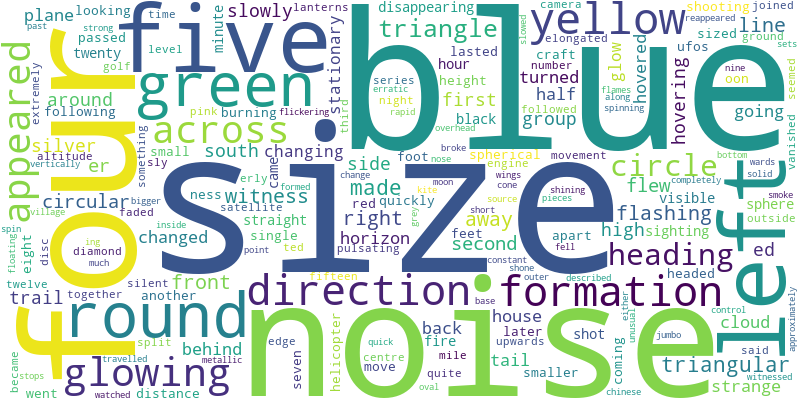 plane
looking
disappearing
shooting
joined
lanterns
camera
time
past
strong
passed
twenty
around
following
golf
extremely
appeared
five
slowly
minute
stationary
triangle
yellow
line
sized
ground
elongated
craft
ufos
reappeared
sets
slowed
green
blue
hour
lasted
series
erratic
height
number
turned
glow
hovered
hovering
oon
seemed
nine
flames
along
spinning
vanished
level
pink
burning
flickering
third
night
rapid
first
half
followed
going
overhead
black
group
silver
altitude
sly
across
small
something
vertically
er
south
changing
foot
nose
broke
spherical
engine
movement
circle
bottom
wards
solid
completely
circular
ness
erly
came
side
change
wings
cone
kite
moon
witness
formed
made
quickly
source
shining
pieces
flew
visible
sphere
outside
village
bigger
faded
satellite
straight
right
red
away
grey
short
feet
flashing
high
sighting
smoke
spin
floating
eight
inside
changed
single
point
horizon
second
apart
fell
heading
ed
four
size
left
disc
ing
diamond
much
ted
pulsating
constant
shone
outer
described
headed
twelve
trail
silent
front
fifteen
direction
formation
base
either
unusual
control
cloud
approximately
together
another
round
noise
behind
split
edge
helicopter
back
house
later
upwards
shot
mile
fire
tail
coming
jumbo
said
triangular
became
stops
went
glowing
distance
travelled
watched
metallic
seven
quick
centre
move
quite
oval
smaller
chinese
strange
witnessed